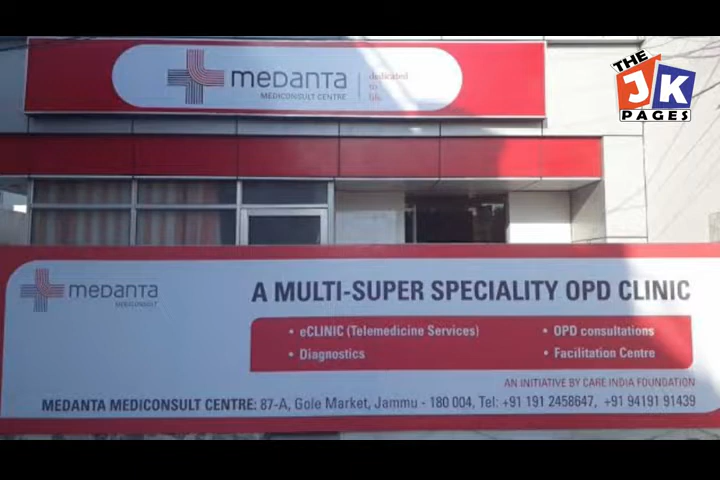 THE
JK
PAGES
medanta
MEDICONSULT CENTRE
dedicated
to
life
medanta
MEDICONSULT
A MULTI-SUPER SPECIALITY OPD CLINIC
• eCLINIC (Telemedicine Services)
• OPD consultations
• Diagnostics
• Facilitation Centre
AN INITIATIVE BY CARE INDIA FOUNDATION
MEDANTA MEDICONSULT CENTRE: 87-A, Gole Market, Jammu - 180 004, Tel: +91 191 2458647, +91 94191 91439